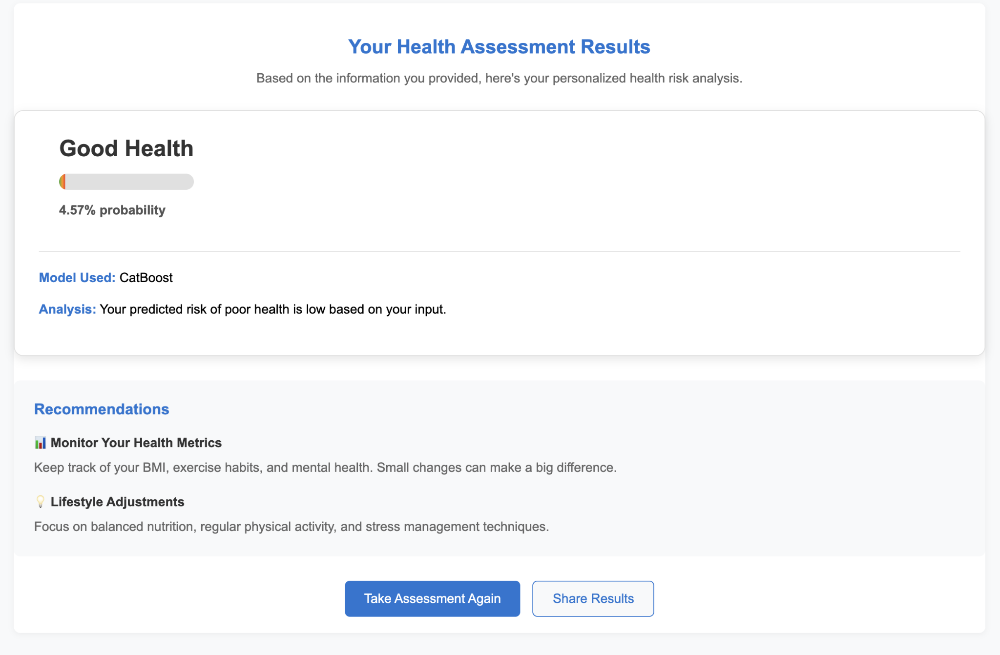 Your Health Assessment Results
Based on the information you provided, here's your personalized health risk analysis.
Good Health
4.57% probability
Model Used: CatBoost
Analysis: Your predicted risk of poor health is low based on your input.
Recommendations
📊 Monitor Your Health Metrics
Keep track of your BMI, exercise habits, and mental health. Small changes can make a big difference.
💡 Lifestyle Adjustments
Focus on balanced nutrition, regular physical activity, and stress management techniques.
Take Assessment Again
Share Results